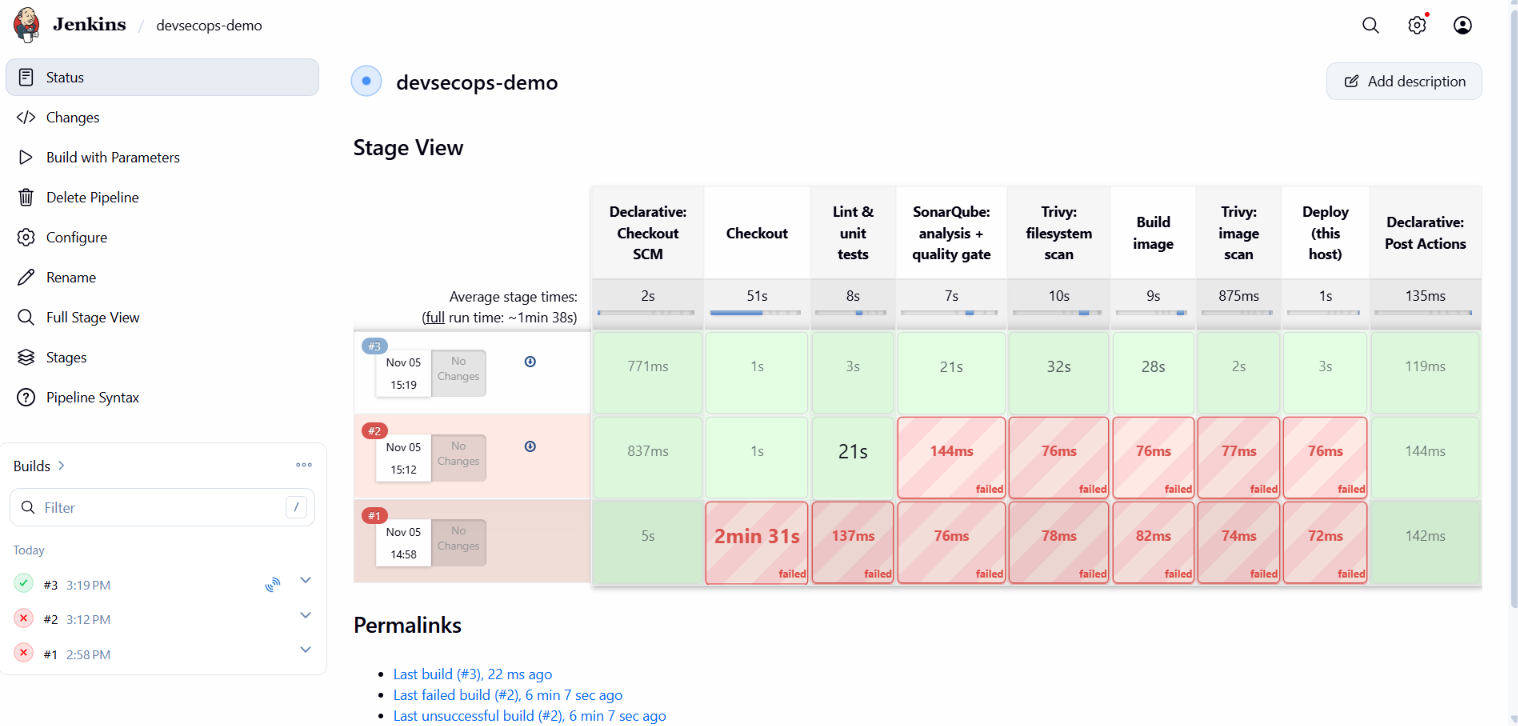 Jenkins / devsecops-demo
Status
Changes
Build with Parameters
Delete Pipeline
Configure
Rename
Full Stage View
Stages
Pipeline Syntax
Builds
Filter /
Today
#3 3:19 PM
#2 3:12 PM
#1 2:58 PM
devsecops-demo
Add description
Stage View
Declarative: Checkout SCM
Checkout
Lint & unit tests
SonarQube: analysis + quality gate
Trivy: filesystem scan
Build image
Trivy: image scan
Deploy (this host)
Declarative: Post Actions
Average stage times:
(full run time: ~1min 38s)
2s 51s 8s 7s 10s 9s 875ms 1s 135ms
#3
Nov 05
15:19
No Changes
771ms 1s 3s 21s 32s 28s 2s 3s 119ms
#2
Nov 05
15:12
No Changes
837ms 1s 21s 144ms failed 76ms failed 76ms failed 77ms failed 76ms failed 144ms
#1
Nov 05
14:58
No Changes
5s 2min 31s failed 137ms failed 76ms failed 78ms failed 82ms failed 74ms failed 72ms failed 142ms
Permalinks
Last build (#3), 22 ms ago
Last failed build (#2), 6 min 7 sec ago
Last unsuccessful build (#2), 6 min 7 sec ago